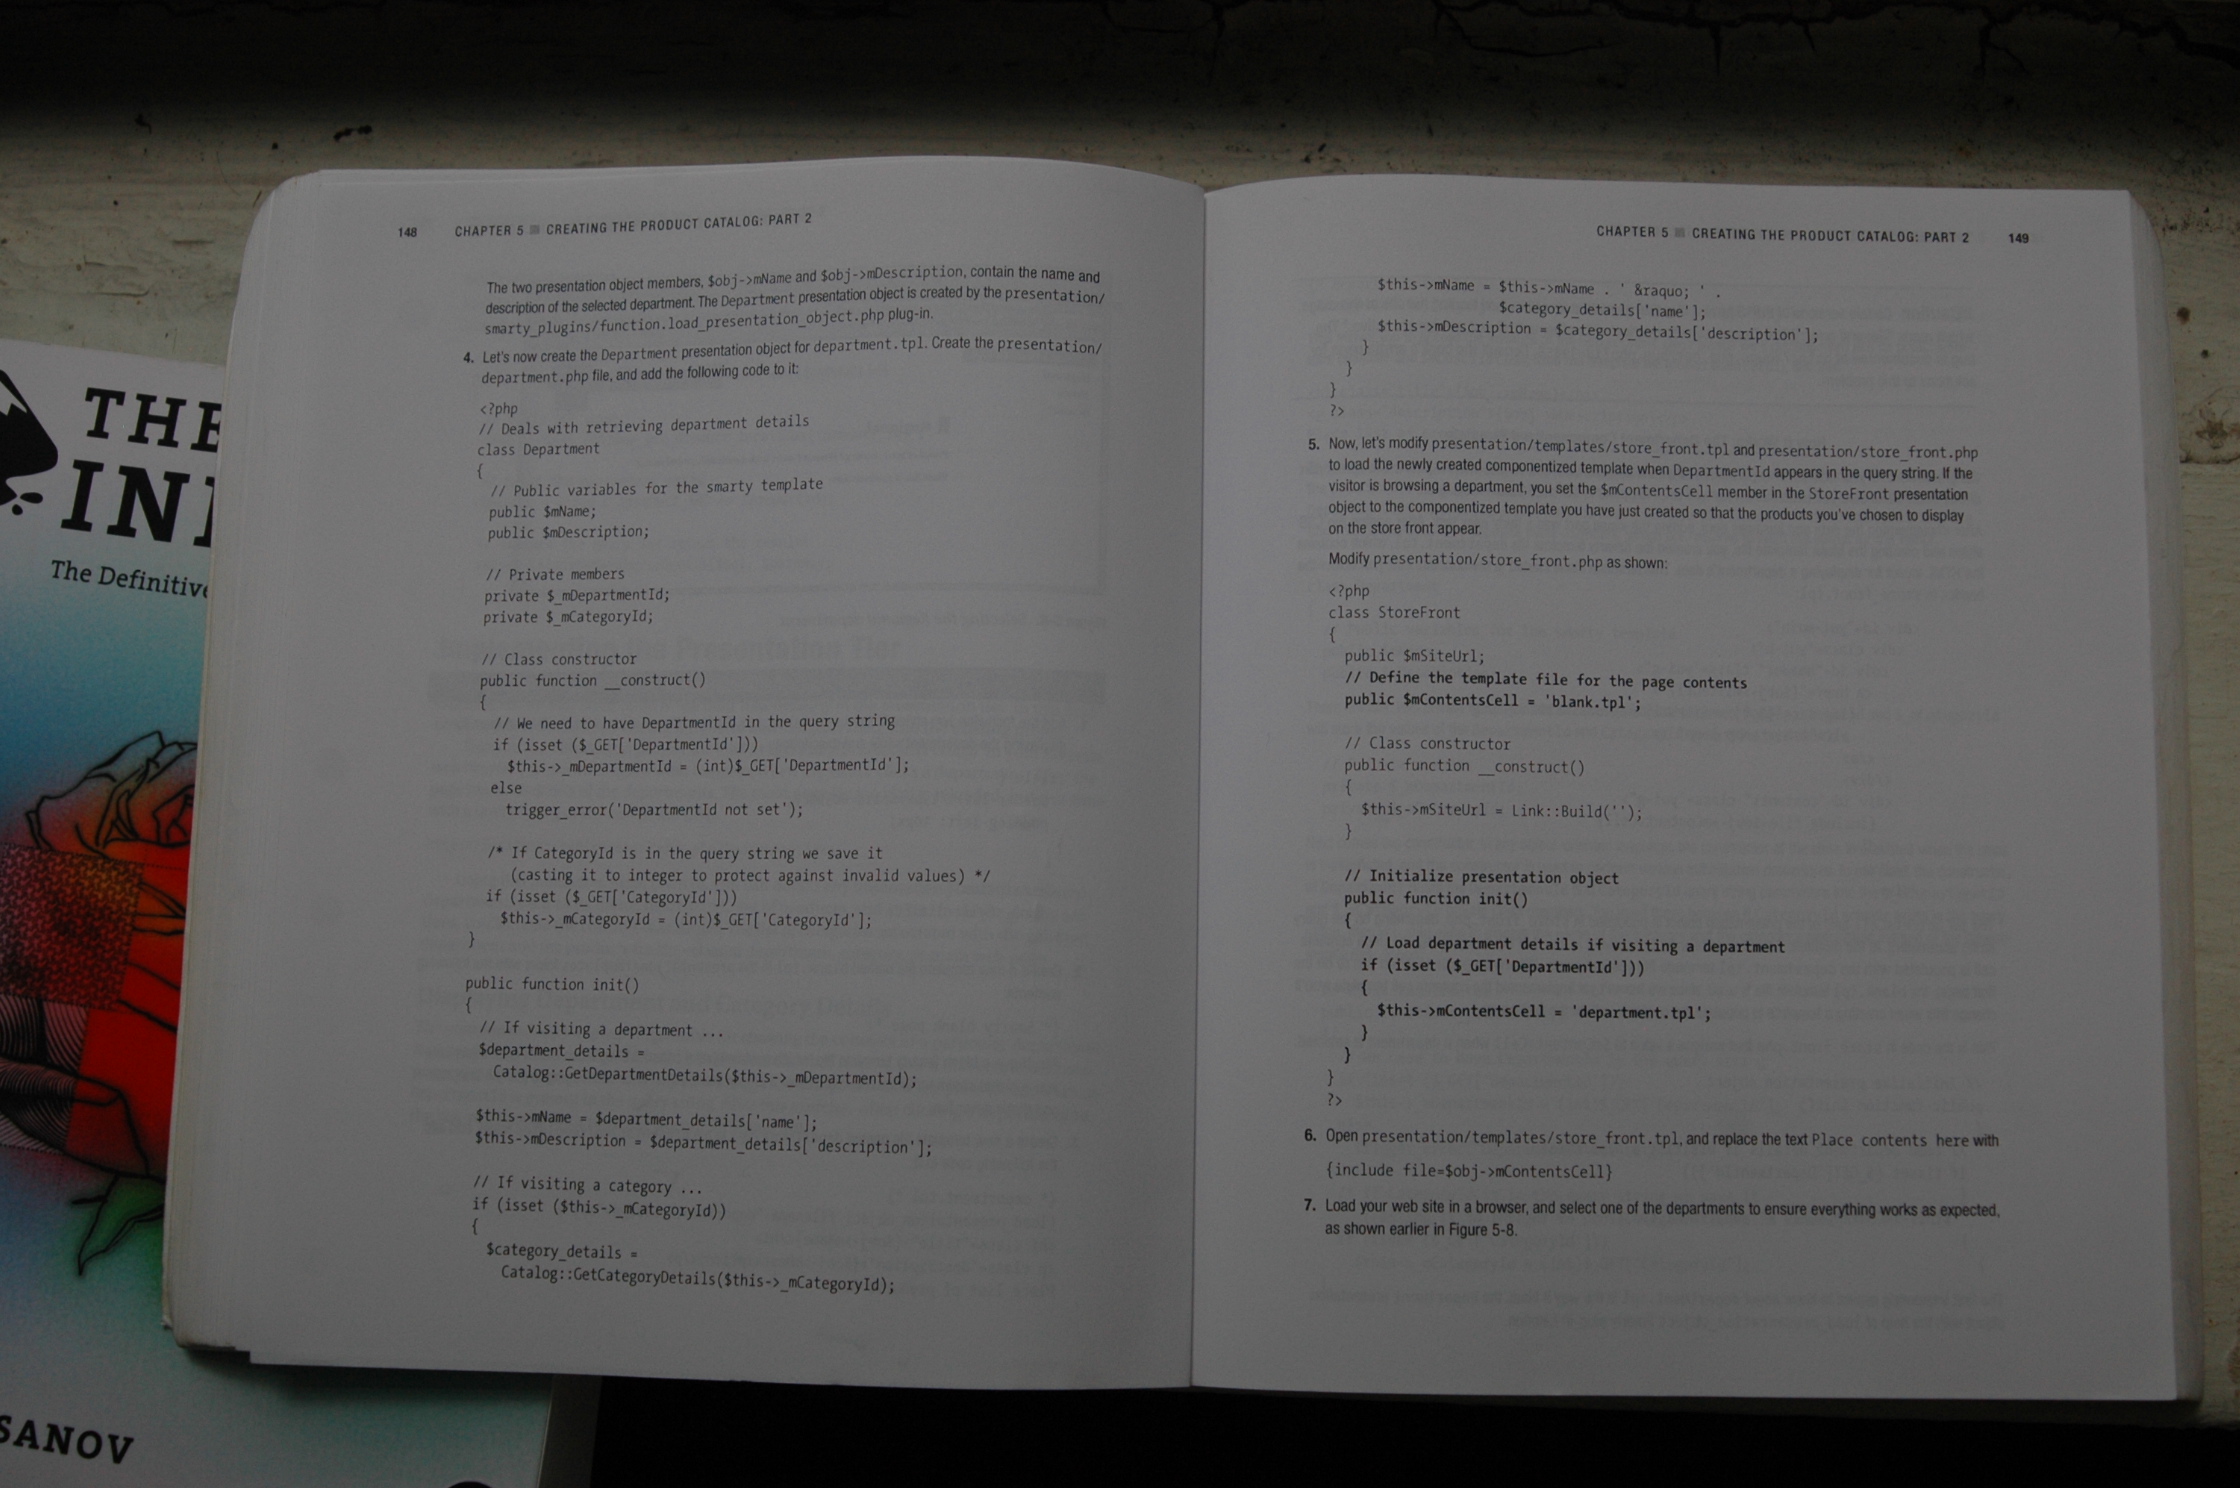 THE
The Definitive
SANOV
148 CHAPTER 5 ■ CREATING THE PRODUCT CATALOG: PART 2
The two presentation object members, $obj->mName and $obj->mDescription, contain the name and
description of the selected department. The Department presentation object is created by the presentation/
smarty_plugins/function.load_presentation_object.php plug-in.
4. Let's now create the Department presentation object for department.tpl. Create the presentation/
department.php file, and add the following code to it:
<?php
// Deals with retrieving department details
class Department
{
// Public variables for the smarty template
public $mName;
public $mDescription;
// Private members
private $_mDepartmentId;
private $_mCategoryId;
// Class constructor
public function __construct()
{
// We need to have DepartmentId in the query string
if (isset ($_GET['DepartmentId']))
$this->_mDepartmentId = (int)$_GET['DepartmentId'];
else
trigger_error('DepartmentId not set');
/* If CategoryId is in the query string we save it
(casting it to integer to protect against invalid values) */
if (isset ($_GET['CategoryId']))
$this->_mCategoryId = (int)$_GET['CategoryId'];
}
public function init()
{
// If visiting a department ...
$department_details =
Catalog::GetDepartmentDetails($this->_mDepartmentId);
$this->mName = $department_details['name'];
$this->mDescription = $department_details['description'];
// If visiting a category ...
if (isset ($this->_mCategoryId))
{
$category_details =
Catalog::GetCategoryDetails($this->_mCategoryId);
CHAPTER 5 ■ CREATING THE PRODUCT CATALOG: PART 2 149
$this->mName = $this->mName . ' &raquo; ' .
$category_details['name'];
$this->mDescription = $category_details['description'];
}
}
}
?>
5. Now, let's modify presentation/templates/store_front.tpl and presentation/store_front.php
to load the newly created componentized template when DepartmentId appears in the query string. If the
visitor is browsing a department, you set the $mContentsCell member in the StoreFront presentation
object to the componentized template you have just created so that the products you've chosen to display
on the store front appear.
Modify presentation/store_front.php as shown:
<?php
class StoreFront
{
public $mSiteUrl;
// Define the template file for the page contents
public $mContentsCell = 'blank.tpl';
// Class constructor
public function __construct()
{
$this->mSiteUrl = Link::Build('');
}
// Initialize presentation object
public function init()
{
// Load department details if visiting a department
if (isset ($_GET['DepartmentId']))
{
$this->mContentsCell = 'department.tpl';
}
}
}
?>
6. Open presentation/templates/store_front.tpl, and replace the text Place contents here with
{include file=$obj->mContentsCell}
7. Load your web site in a browser, and select one of the departments to ensure everything works as expected,
as shown earlier in Figure 5-8.